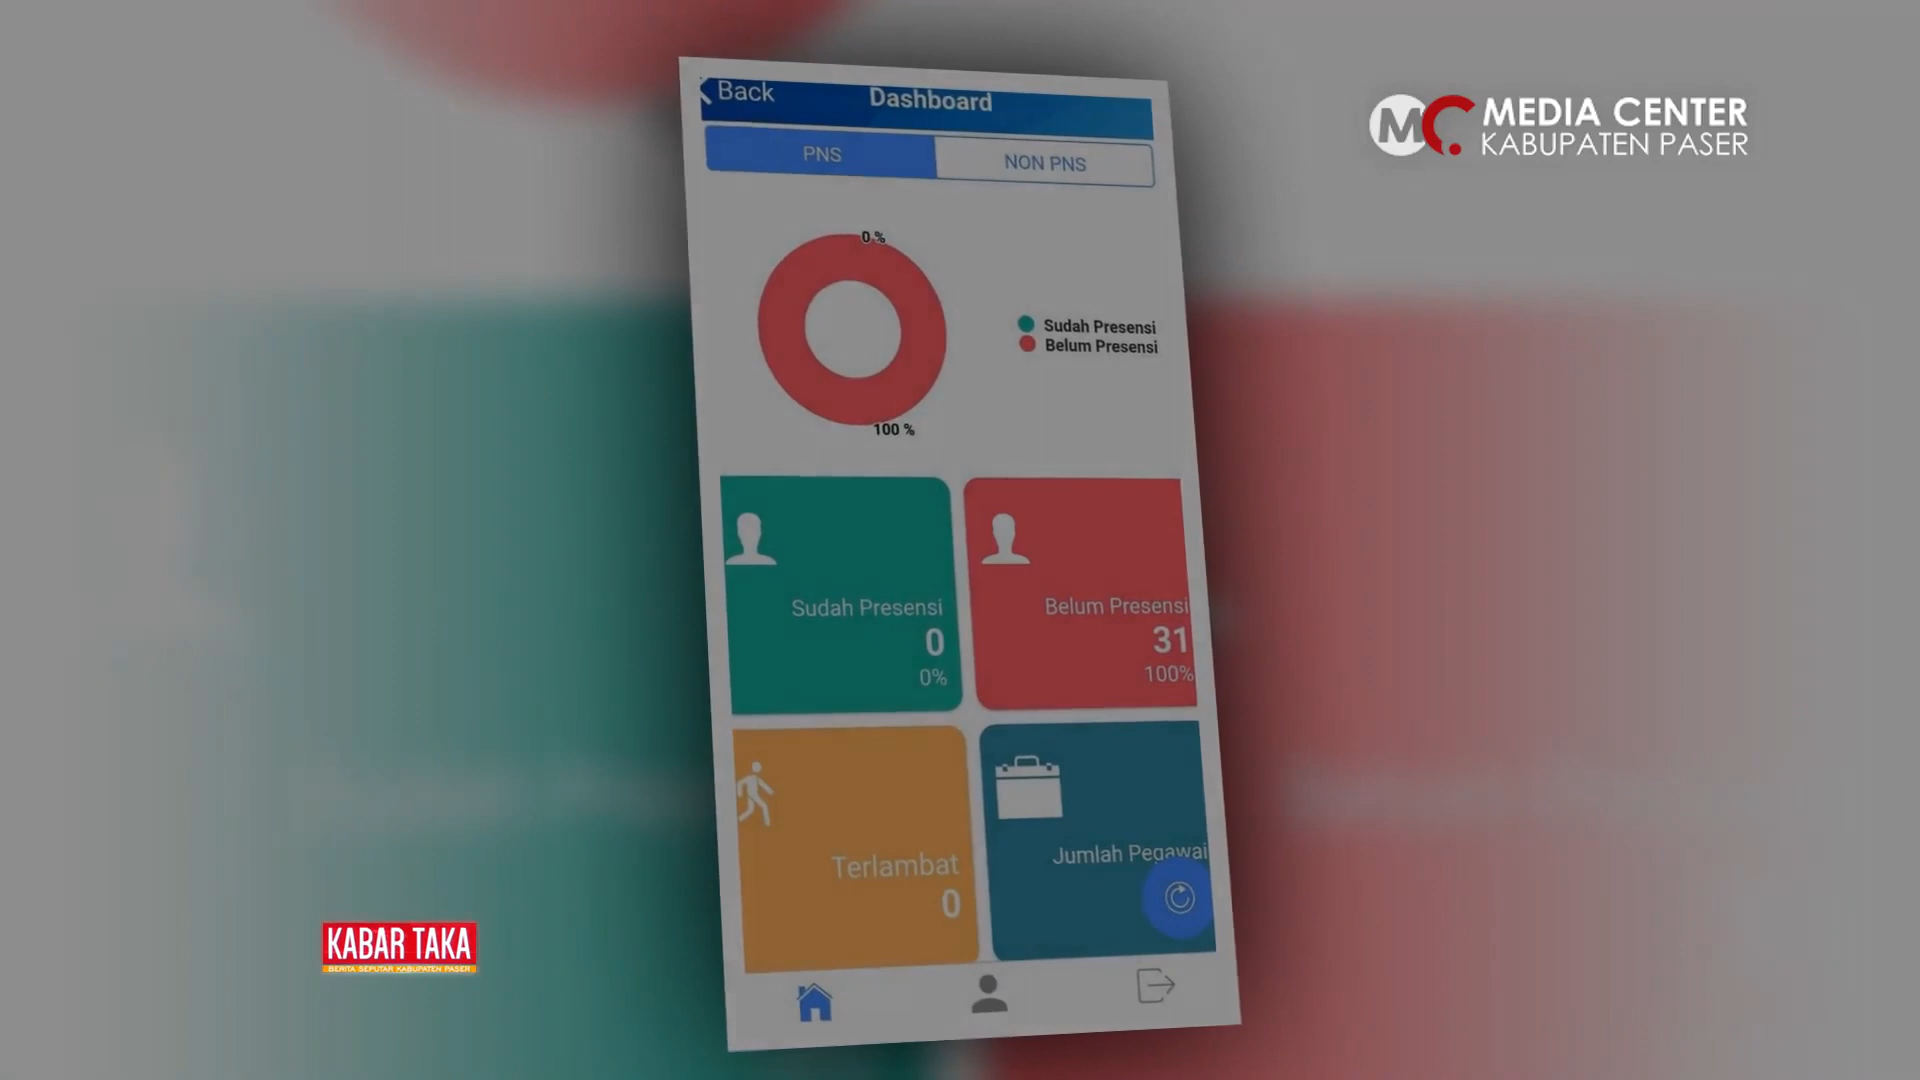 Back
Dashboard
PNS
NON PNS
0 %
Sudah Presensi
Belum Presensi
100 %
Sudah Presensi
0
0%
Belum Presensi
31
100%
Terlambat
0
Jumlah Pegawai
MC
MEDIA CENTER
KABUPATEN PASER
KABAR TAKA
BERITA SEPUTAR KABUPATEN PASER